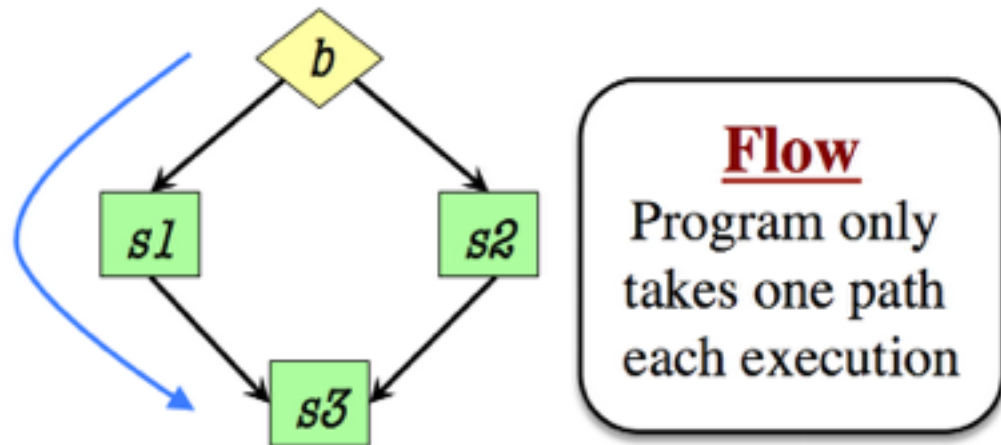 b
s1
s2
s3
Flow
Program only
takes one path
each execution